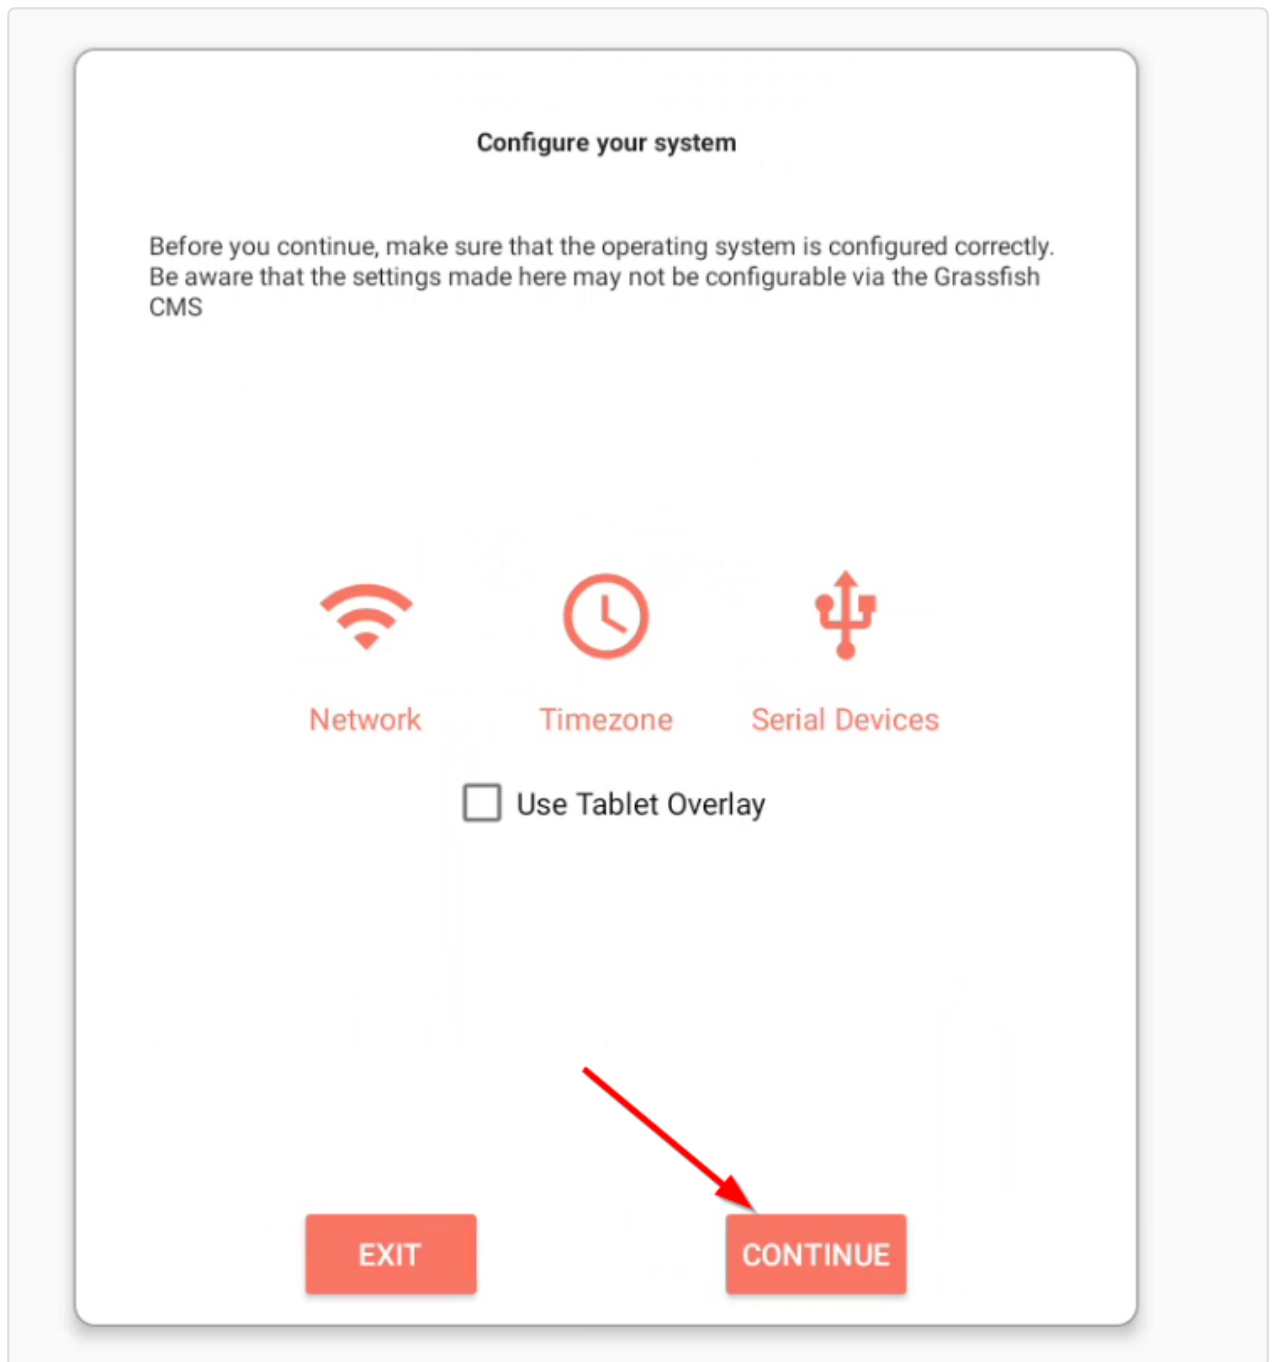 Configure your system
Before you continue, make sure that the operating system is configured correctly.
Be aware that the settings made here may not be configurable via the Grassfish
CMS
Network
Timezone
Serial Devices
Use Tablet Overlay
EXIT
CONTINUE